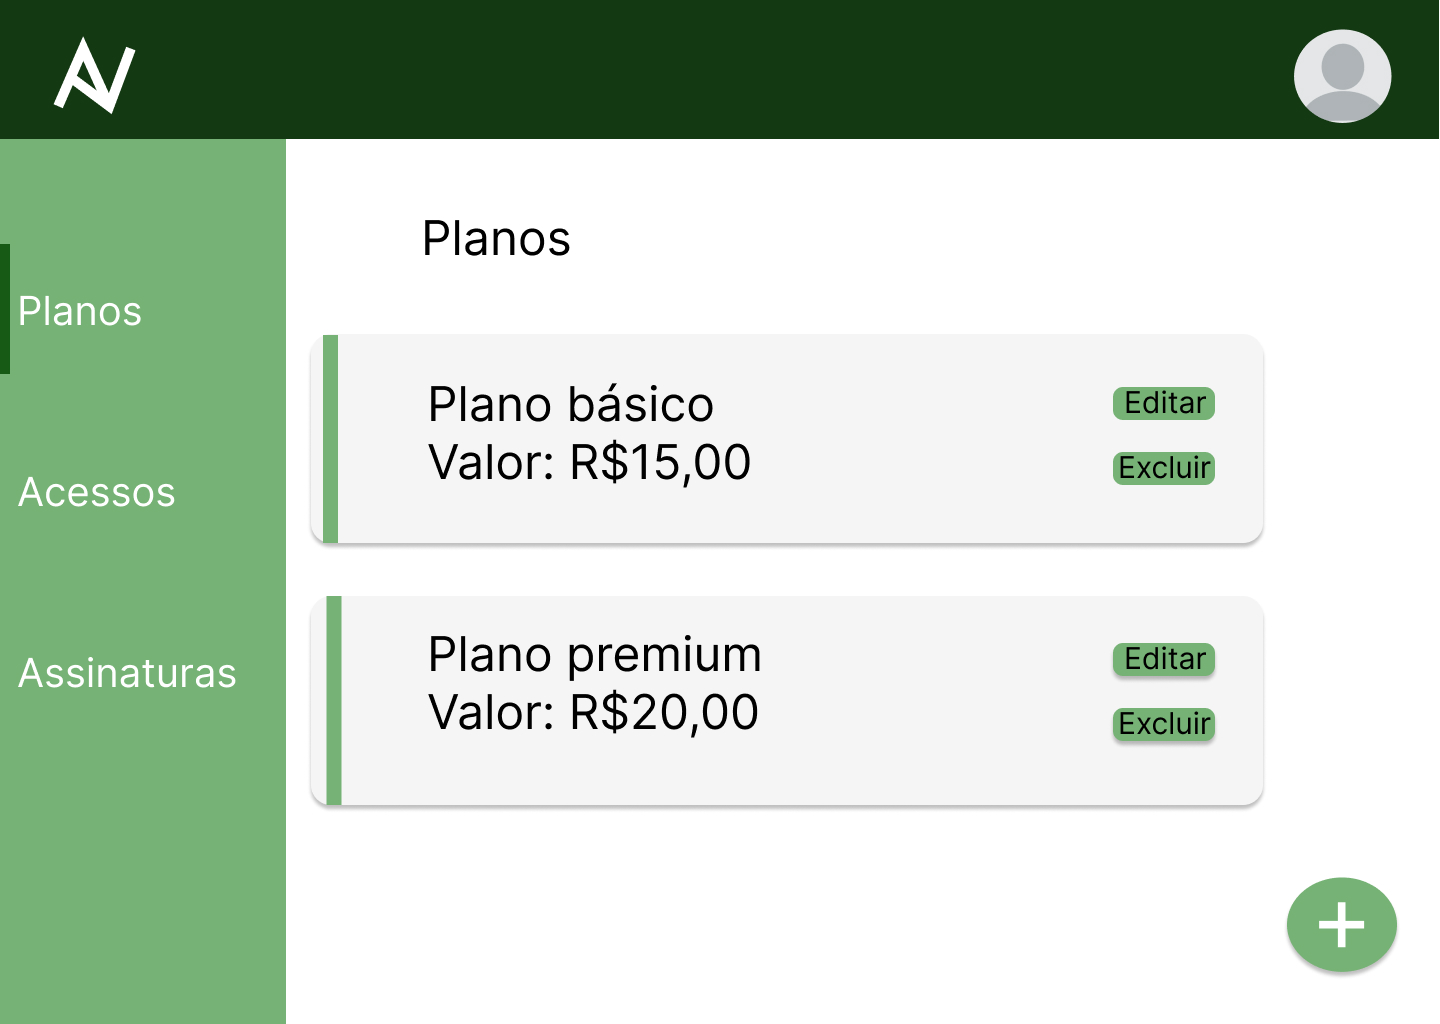 Planos
Planos
Acessos
Assinaturas
Plano básico
Valor: R$15,00
Editar
Excluir
Plano premium
Valor: R$20,00
Editar
Excluir
+